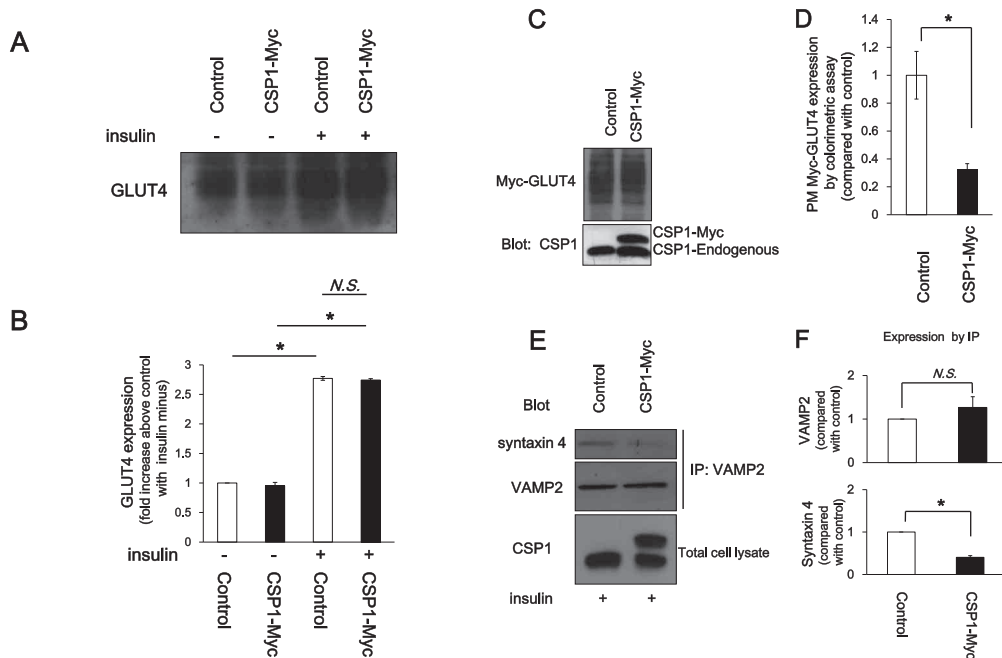 A
Control
CSP1-Myc
Control
CSP1-Myc
insulin - - + +
GLUT4
B
N.S.
*
*
GLUT4 expression
(fold increase above control
with insulin minus)
3
2.5
2
1.5
1
0.5
0
insulin - - + +
Control
CSP1-Myc
Control
CSP1-Myc
C
Control
CSP1-Myc
Myc-GLUT4
Blot: CSP1
CSP1-Myc
CSP1-Endogenous
D
*
PM Myc-GLUT4 expression
by colorimetric assay
(compared with control)
1.4
1.2
1
0.8
0.6
0.4
0.2
0
Control
CSP1-Myc
E
Control
CSP1-Myc
Blot
syntaxin 4
VAMP2
IP: VAMP2
CSP1
Total cell lysate
insulin + +
F
Expression by IP
N.S.
VAMP2
(compared
with control)
2
1
0
*
Syntaxin 4
(compared
with control)
2
1
0
Control
CSP1-Myc